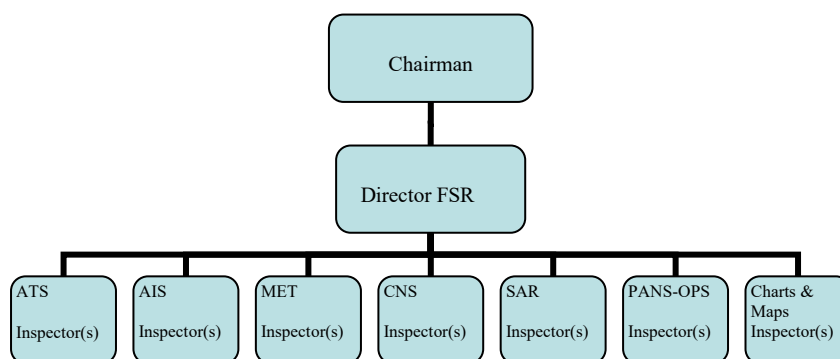 Chairman
Director FSR
ATS
Inspector(s)
AIS
Inspector(s)
MET
Inspector(s)
CNS
Inspector(s)
SAR
Inspector(s)
PANS-OPS
Inspector(s)
Charts &
Maps
Inspector(s)